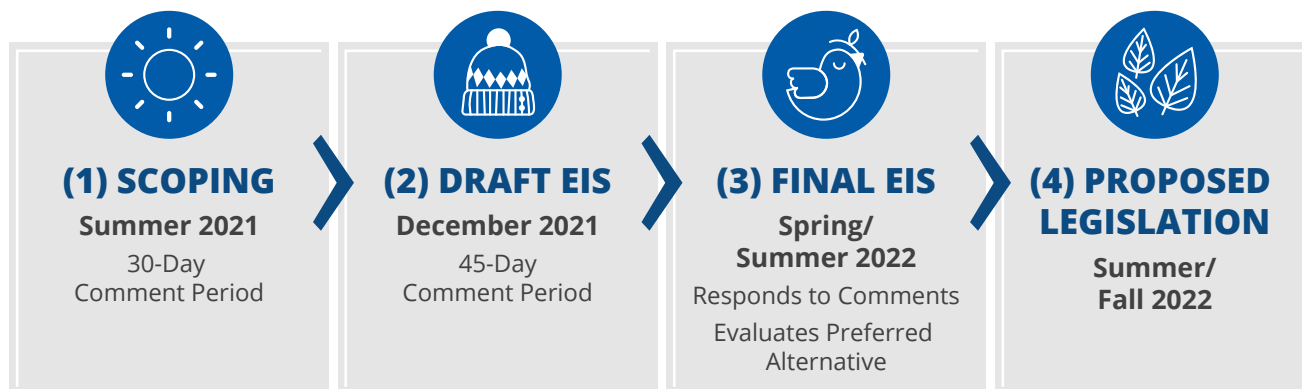 (1) SCOPING
Summer 2021
30-Day
Comment Period
(2) DRAFT EIS
December 2021
45-Day
Comment Period
(3) FINAL EIS
Spring/
Summer 2022
Responds to Comments
Evaluates Preferred
Alternative
(4) PROPOSED
LEGISLATION
Summer/
Fall 2022